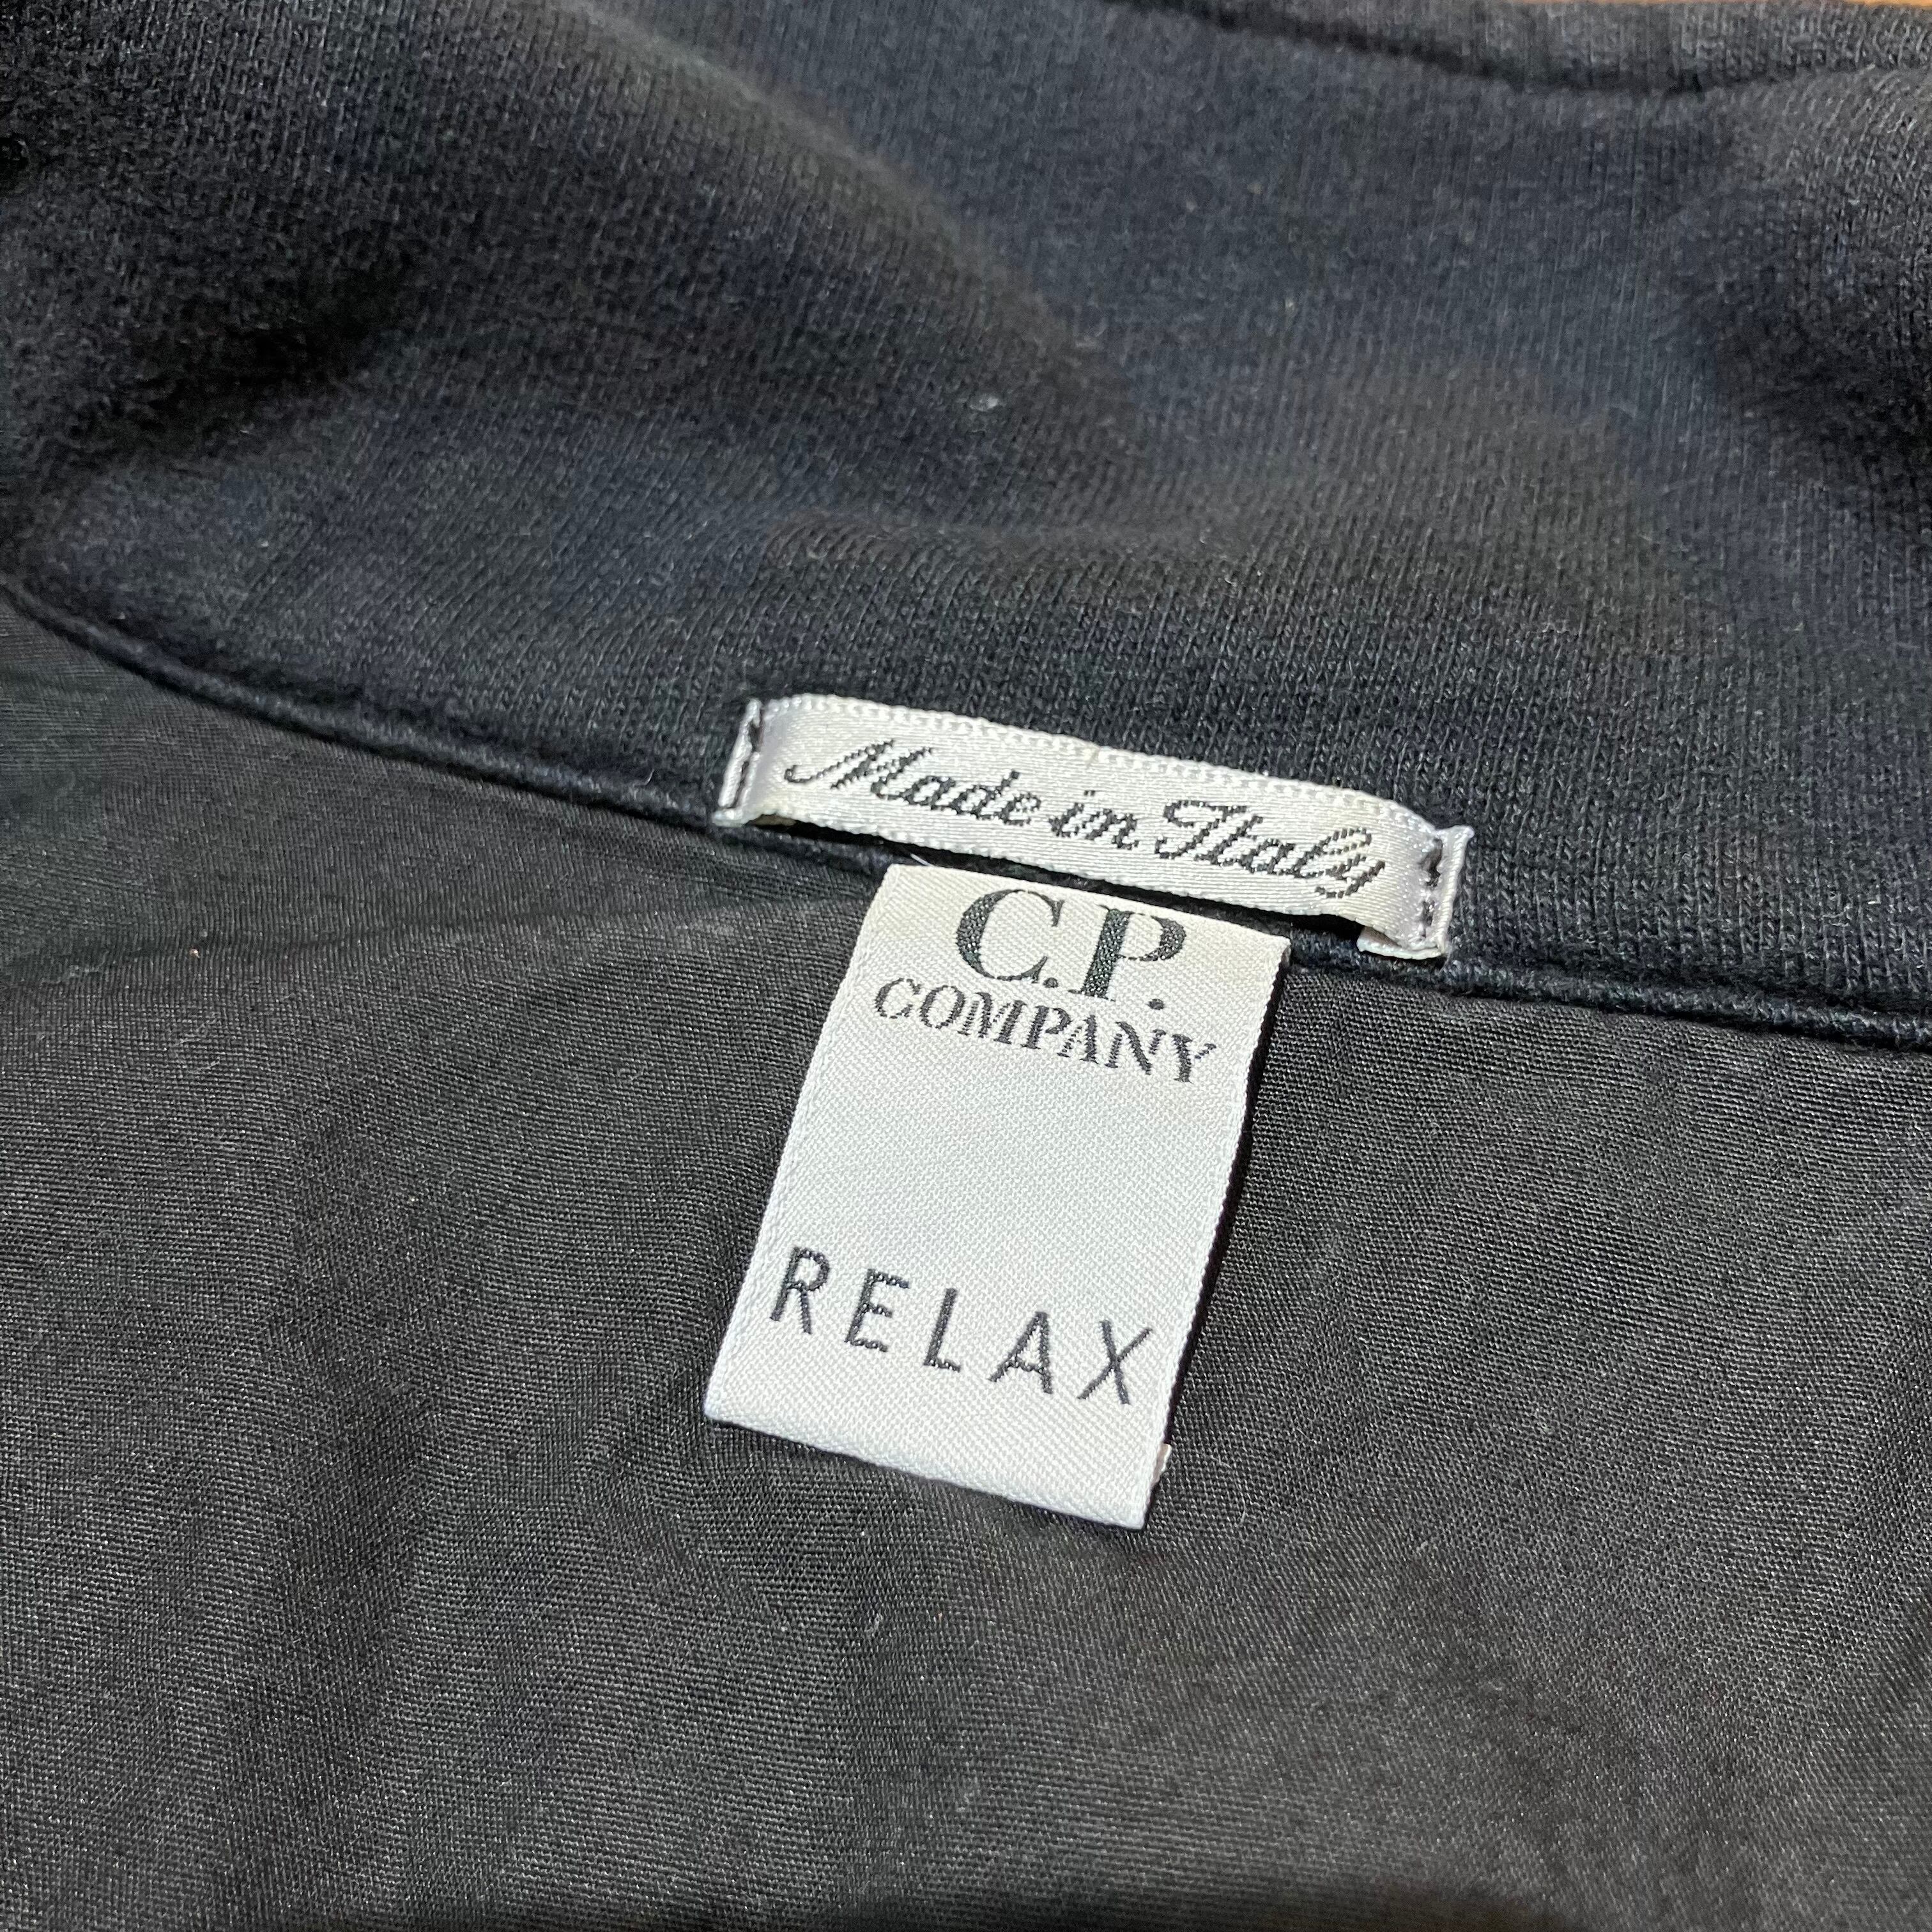 Made in Italy
C.P.
COMPANY
RELAX